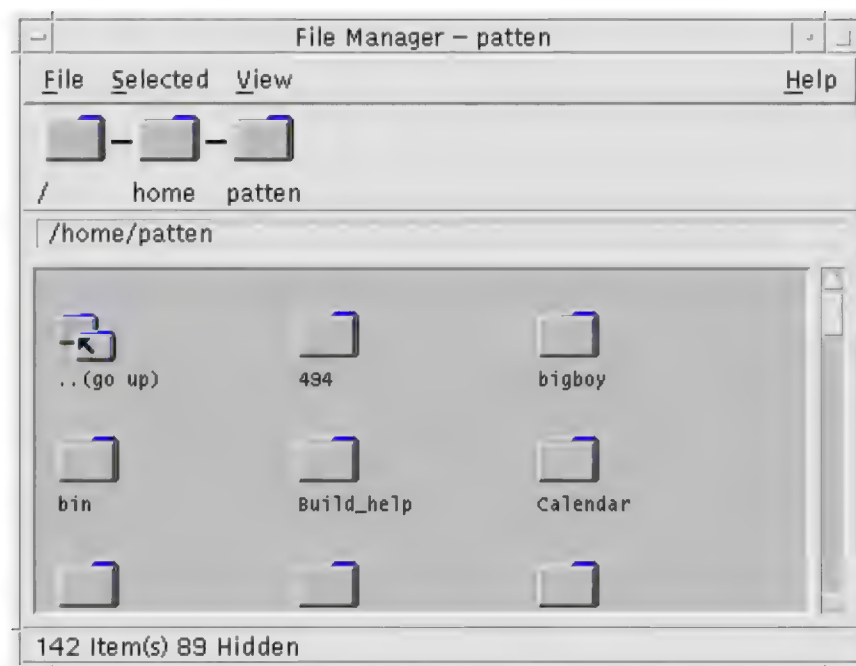 File Manager – patten
File Selected View Help
/ home patten
/home/patten
..(go up) 494 bigboy
bin Build_help Calendar
142 Item(s) 89 Hidden